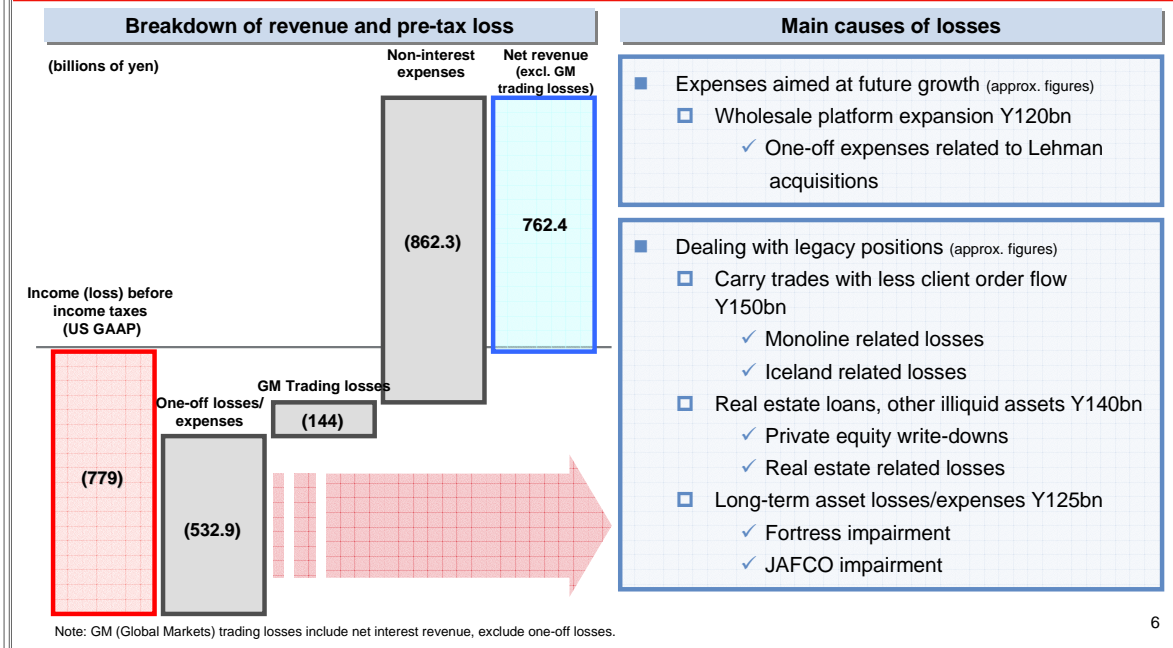 Breakdown of revenue and pre-tax loss
(billions of yen)
Non-interest
expenses
Net revenue
(excl. GM
trading losses)
(862.3)
762.4
Income (loss) before
income taxes
(US GAAP)
GM Trading losses
One-off losses/
expenses
(144)
(779)
(532.9)
Main causes of losses
Expenses aimed at future growth (approx. figures)
Wholesale platform expansion Y120bn
✓ One-off expenses related to Lehman
acquisitions
Dealing with legacy positions (approx. figures)
Carry trades with less client order flow
Y150bn
✓ Monoline related losses
✓ Iceland related losses
Real estate loans, other illiquid assets Y140bn
✓ Private equity write-downs
✓ Real estate related losses
Long-term asset losses/expenses Y125bn
✓ Fortress impairment
✓ JAFCO impairment
Note: GM (Global Markets) trading losses include net interest revenue, exclude one-off losses.
6